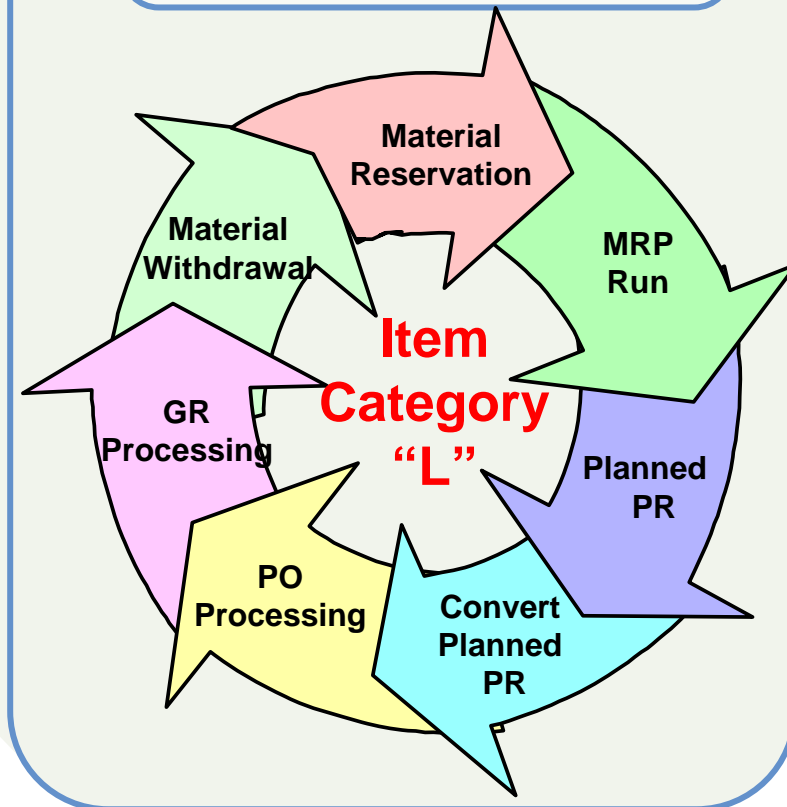 Material
Reservation
MRP
Run
Planned
PR
Convert
Planned
PR
PO
Processing
GR
Processing
Material
Withdrawal
Item
Category
“L”